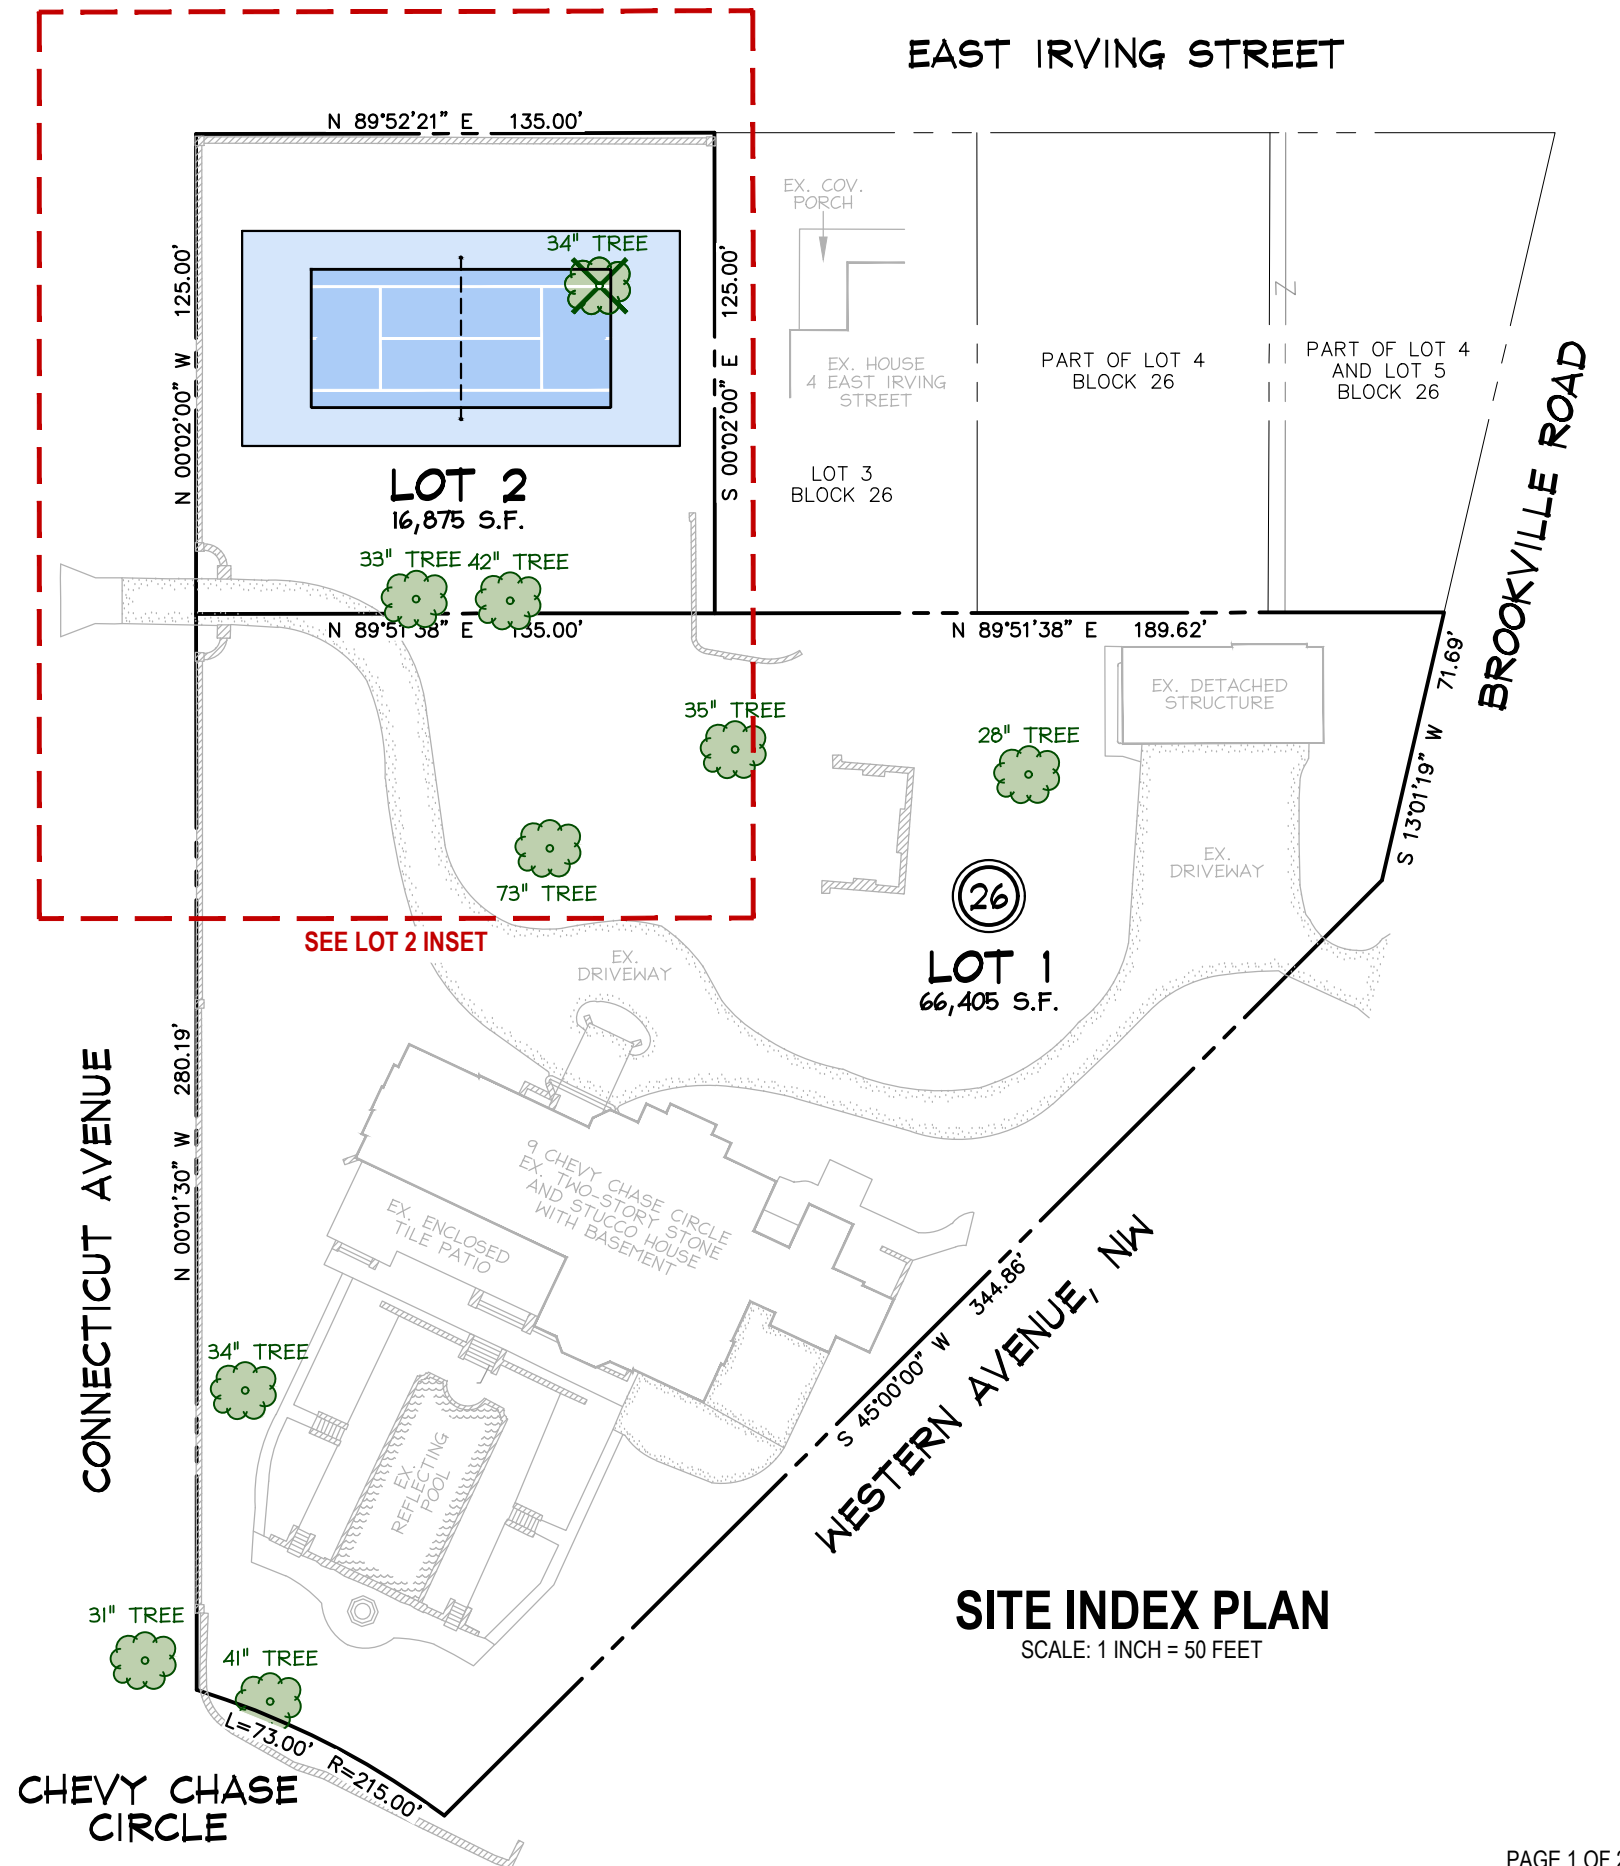 EAST IRVING STREET
N 89°52'21" E 135.00'
EX. COV.
PORCH
34" TREE
N 00°02'00" W 125.00'
S 00°02'00" E 125.00'
Z
EX. HOUSE
4 EAST IRVING
STREET
PART OF LOT 4
BLOCK 26
PART OF LOT 4
AND LOT 5
BLOCK 26
BROOKVILLE ROAD
LOT 2
16,875 S.F.
LOT 3
BLOCK 26
33" TREE
42" TREE
N 89°51'38" E 135.00'
N 89°51'38" E 189.62'
S 13°01'19" W 71.69'
EX. DETACHED
STRUCTURE
35" TREE
28" TREE
EX.
DRIVEWAY
73" TREE
26
SEE LOT 2 INSET
EX.
DRIVEWAY
LOT 1
66,405 S.F.
CONNECTICUT AVENUE
N 00°01'30" W 280.19'
9 CHEVY CHASE CIRCLE
EX. TWO-STORY STONE
AND STUCCO HOUSE
WITH BASEMENT
EX. ENCLOSED
TILE PATIO
S 45°00'00" W 344.86'
WESTERN AVENUE, NW
34" TREE
EX.
REFLECTING
POOL
SITE INDEX PLAN
SCALE: 1 INCH = 50 FEET
31" TREE
41" TREE
L=73.00' R=215.00'
CHEVY CHASE
CIRCLE
PAGE 1 OF 2